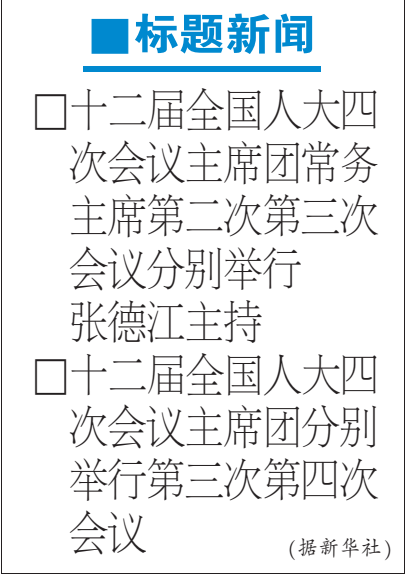 ■标题新闻
□十二届全国人大四
次会议主席团常务
主席第二次第三次
会议分别举行
张德江主持
□十二届全国人大四
次会议主席团分别
举行第三次第四次
会议
(据新华社)